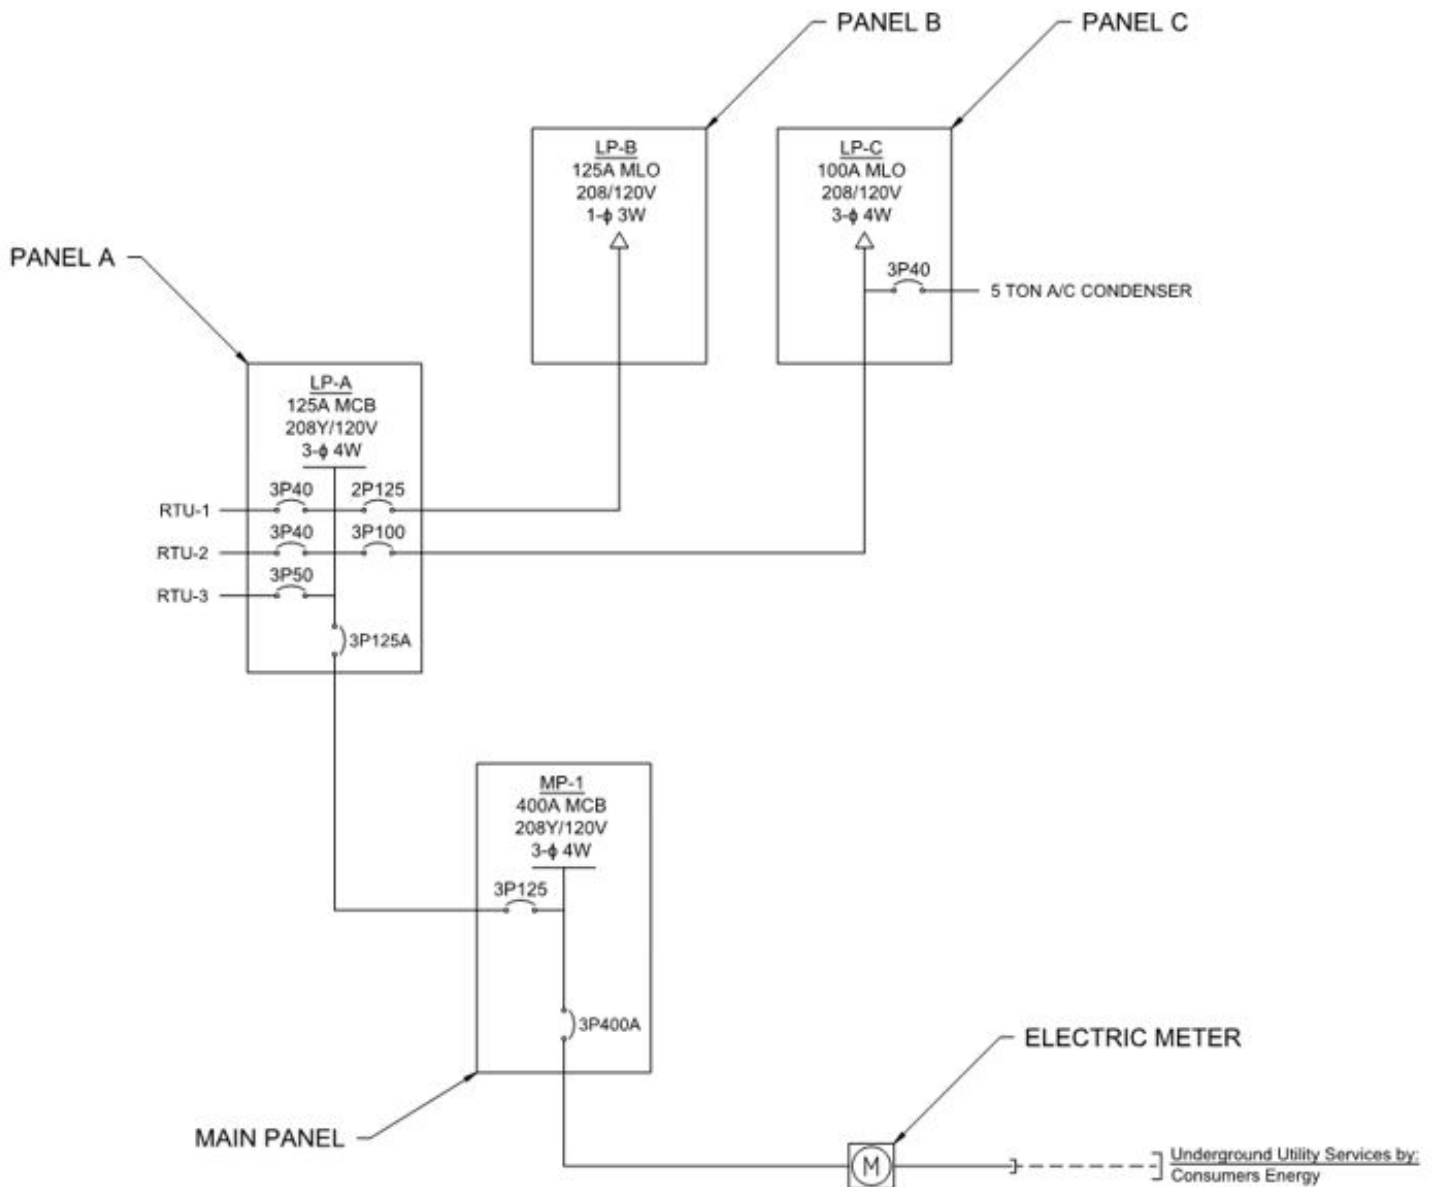 PANEL B
PANEL C
LP-B
125A MLO
208/120V
1-ϕ 3W
LP-C
100A MLO
208/120V
3-ϕ 4W
3P40
5 TON A/C CONDENSER
PANEL A
LP-A
125A MCB
208Y/120V
3-ϕ 4W
3P40
2P125
RTU-1
3P40
3P100
RTU-2
3P50
RTU-3
3P125A
MP-1
400A MCB
208Y/120V
3-ϕ 4W
3P125
3P400A
ELECTRIC METER
MAIN PANEL
M
Underground Utility Services by:
Consumers Energy